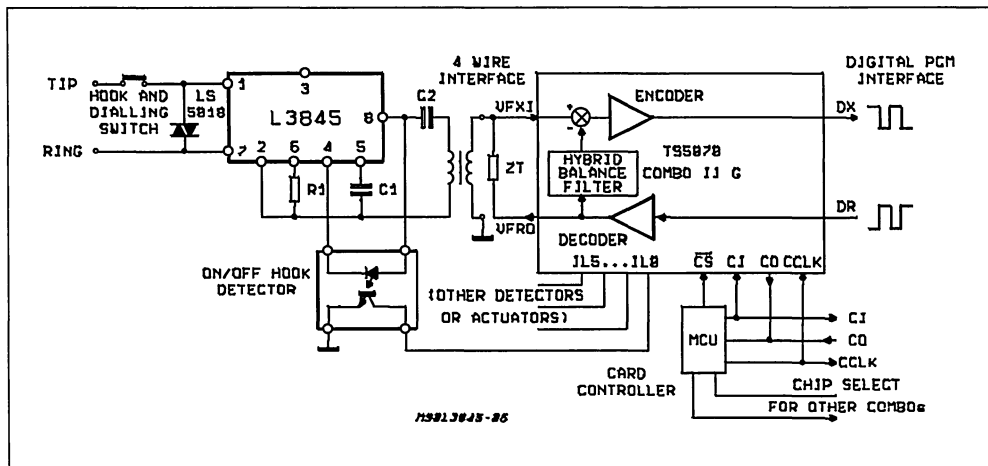 TIP
HOOK AND
DIALLING
SWITCH
RING
LS
5018
1
3
L3845
8
7
2
6
4
5
R1
C1
C2
4 WIRE
INTERFACE
VFXI
ZT
VFRO
+
-
ENCODER
HYBRID
BALANCE
FILTER
TS5070
COMBO II G
DECODER
IL5...IL0
CS
CI
CO
CCLK
DIGITAL PCM
INTERFACE
DX
DR
ON/OFF HOOK
DETECTOR
(OTHER DETECTORS
OR ACTUATORS)
MCU
CARD
CONTROLLER
CI
CO
CCLK
CHIP SELECT
FOR OTHER COMBOs
M90L3845-06